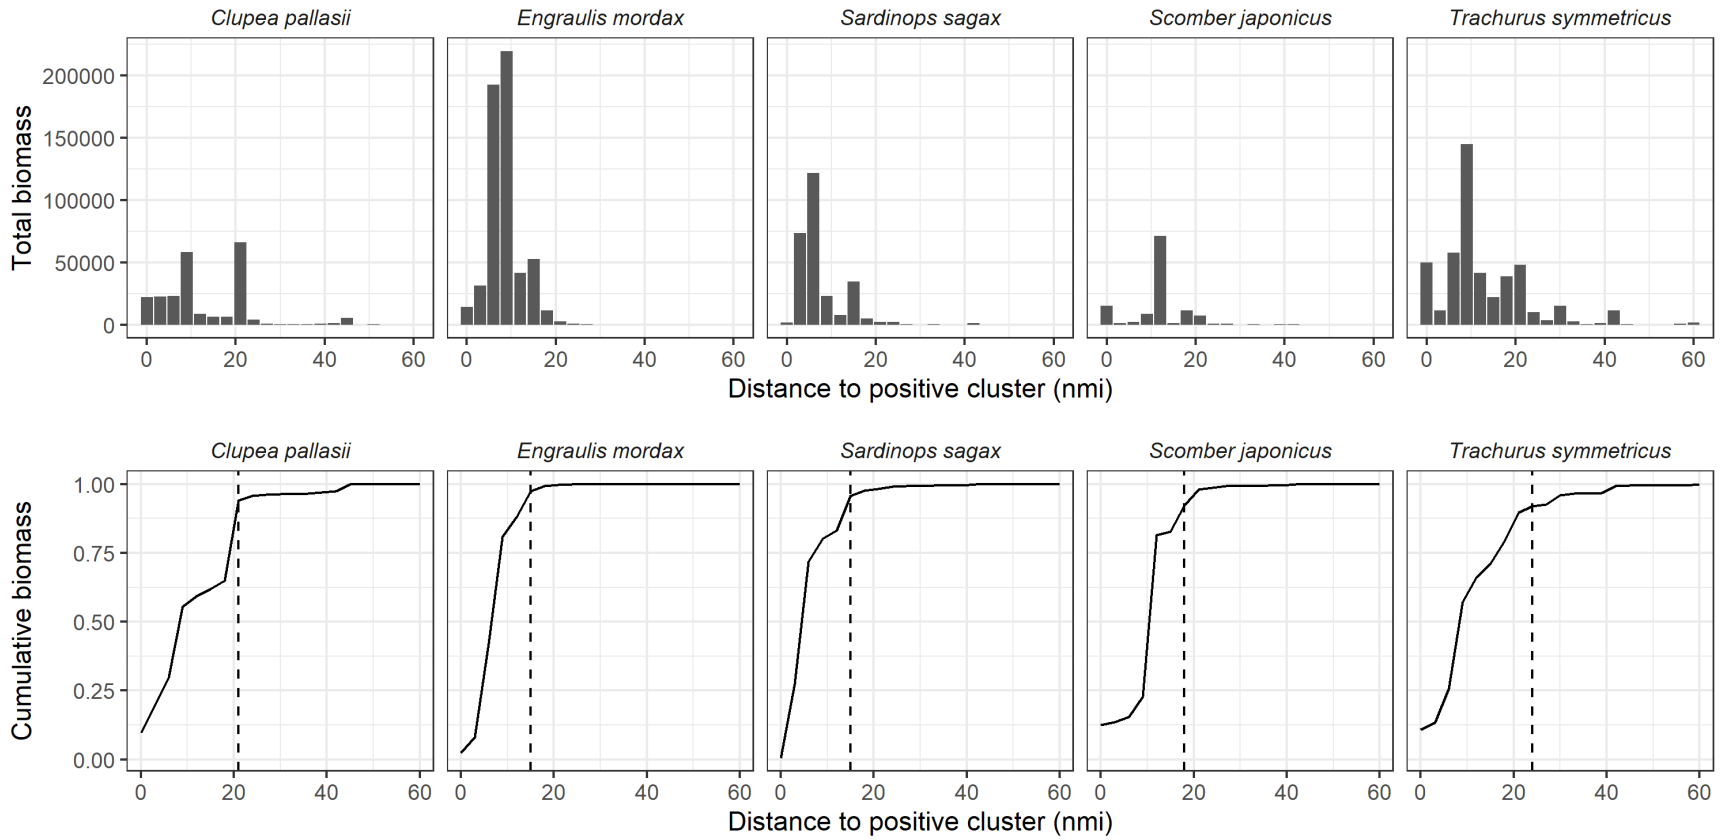 Clupea pallasii Engraulis mordax Sardinops sagax Scomber japonicus Trachurus symmetricus
Total biomass
200000
150000
100000
50000
0
0 20 40 60 0 20 40 60 0 20 40 60 0 20 40 60 0 20 40 60
Distance to positive cluster (nmi)
Clupea pallasii Engraulis mordax Sardinops sagax Scomber japonicus Trachurus symmetricus
Cumulative biomass
1.00
0.75
0.50
0.25
0.00
0 20 40 60 0 20 40 60 0 20 40 60 0 20 40 60 0 20 40 60
Distance to positive cluster (nmi)